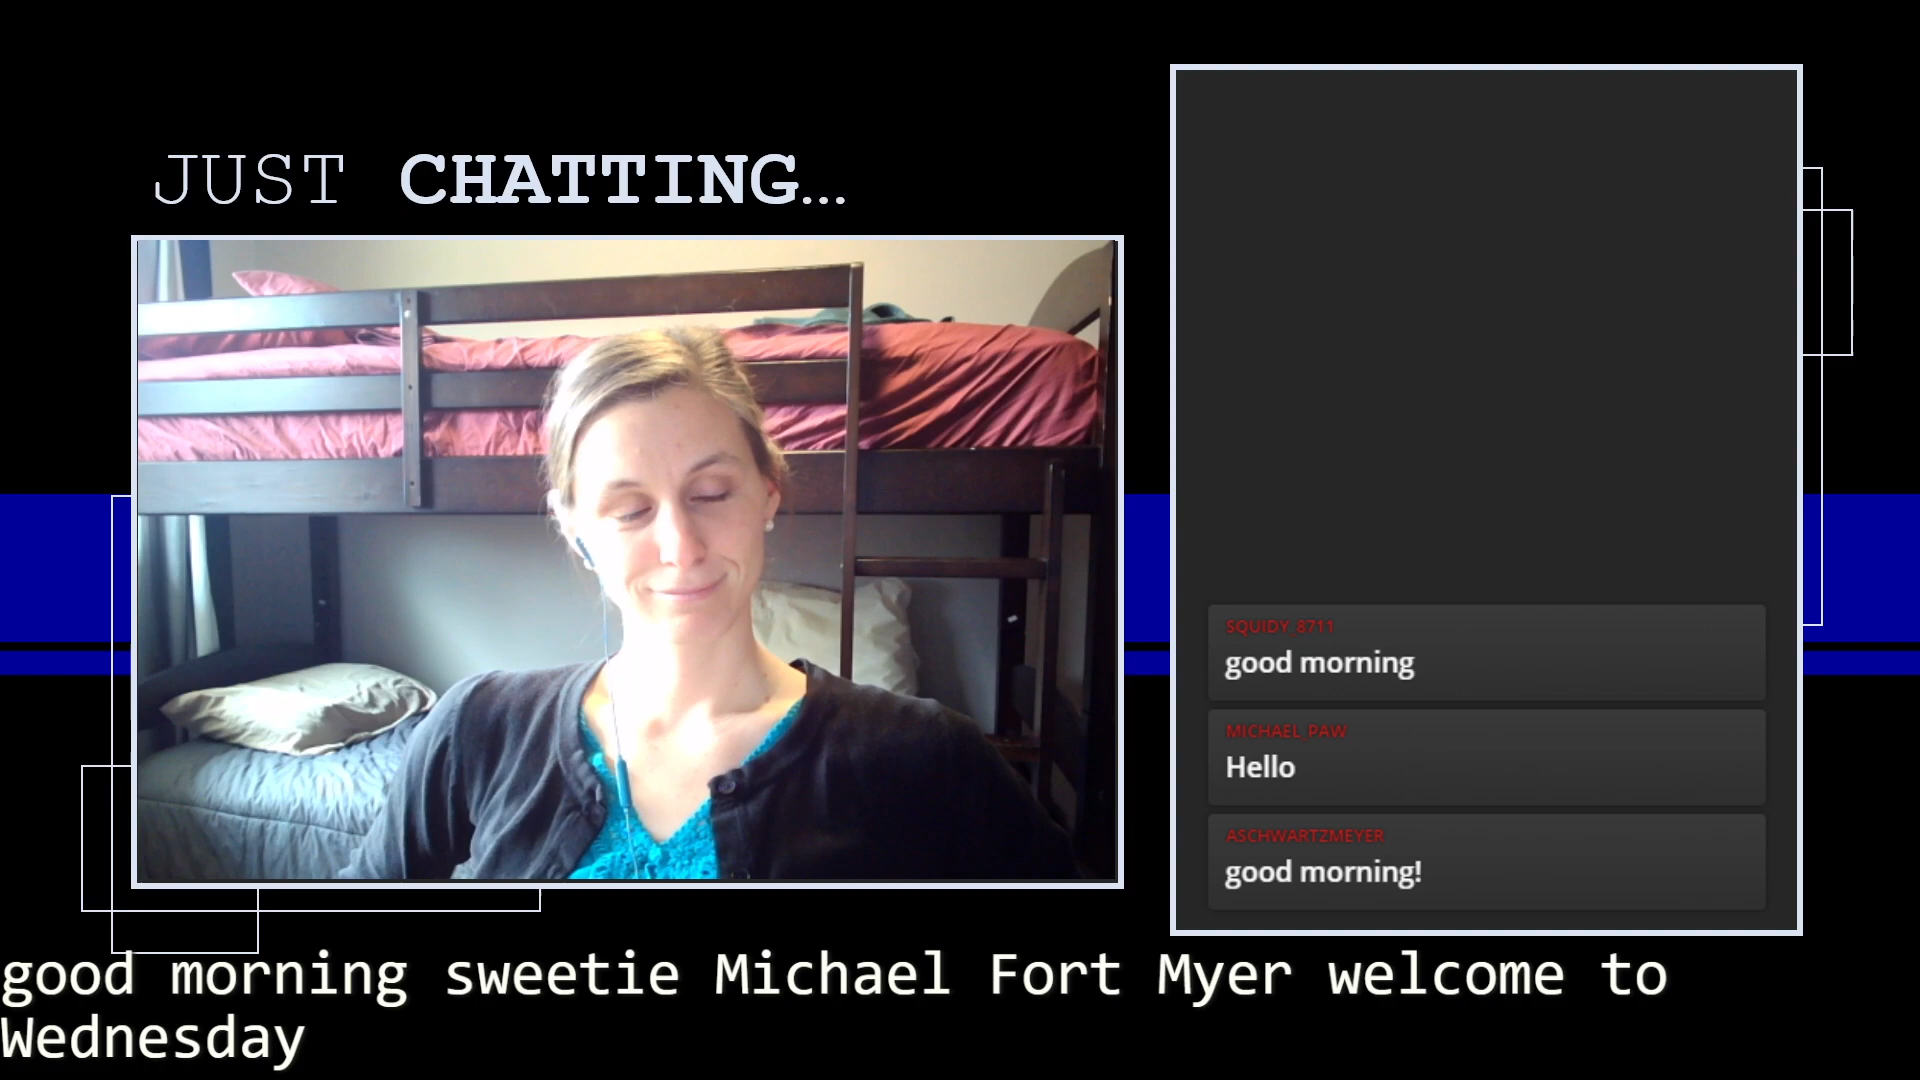 JUST CHATTING...
SQUIDY_8711
good morning
MICHAEL_PAW
Hello
ASCHWARTZMEYER
good morning!
good morning sweetie Michael Fort Myer welcome to
Wednesday